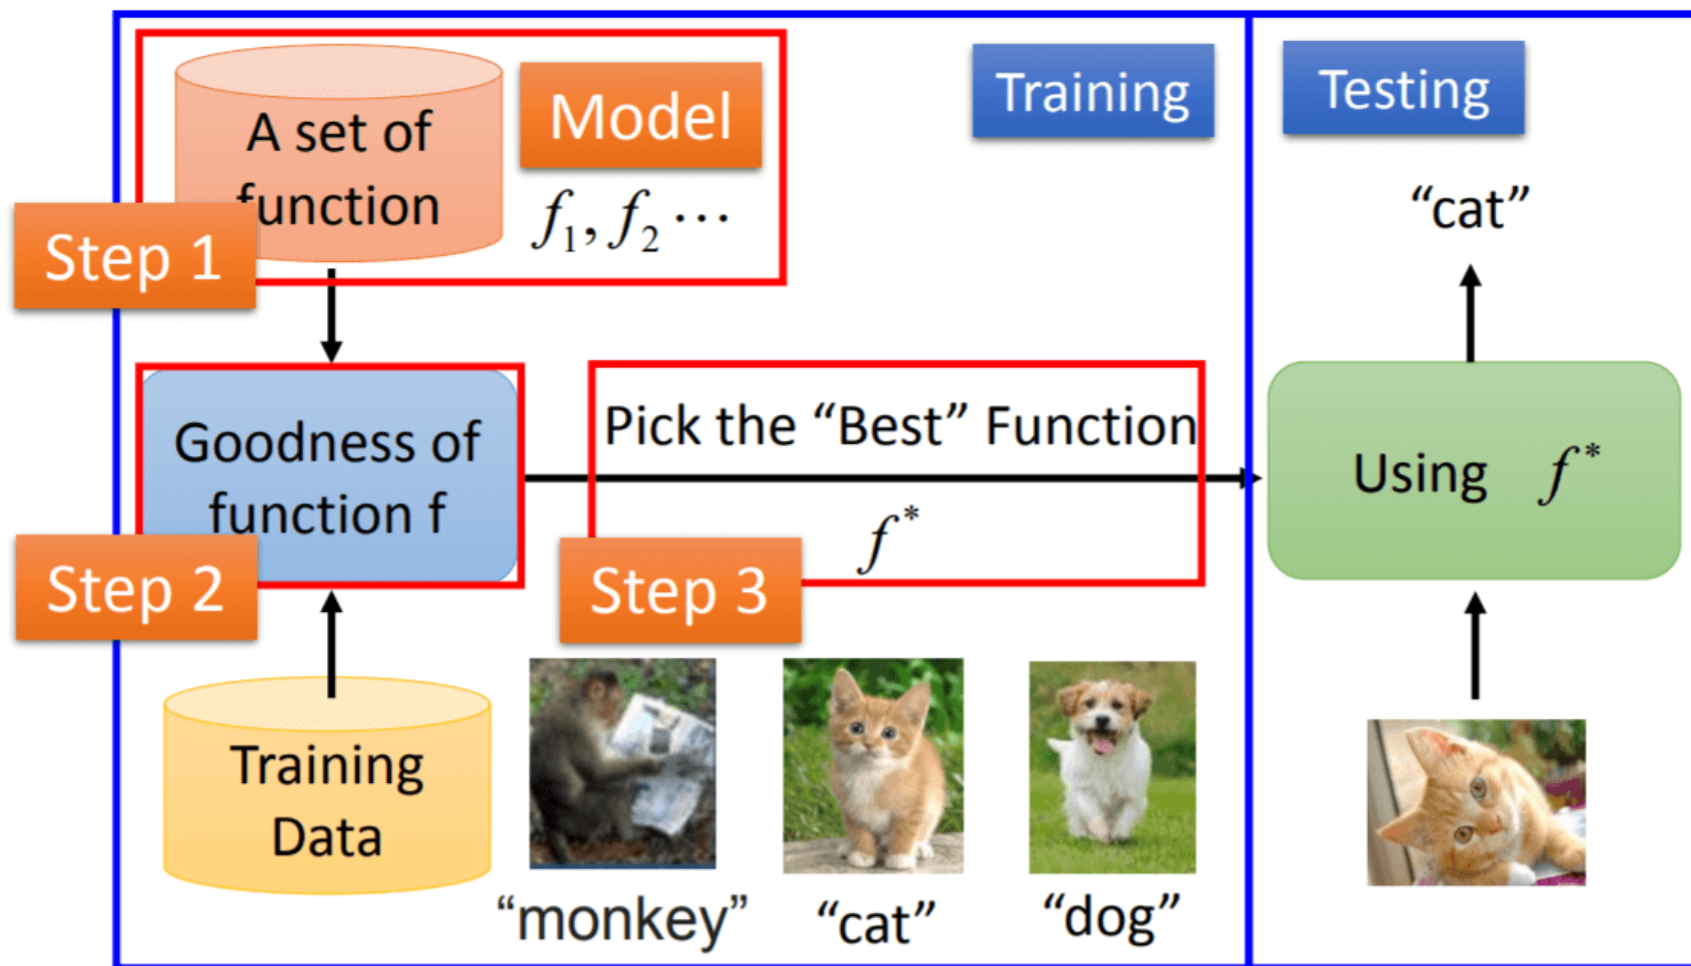 A set of
function
Model
f₁, f₂ ⋯
Training
Testing
Step 1
“cat”
Goodness of
function f
Pick the “Best” Function
f*
Using f*
Step 2
Step 3
Training
Data
“monkey”
“cat”
“dog”